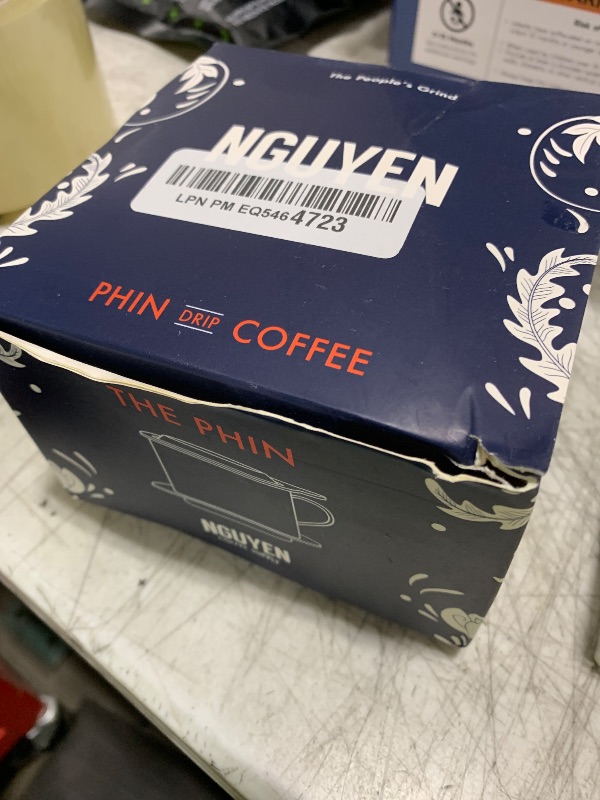 The People's Grind
NGUYEN
LPN PM EQ5464723
PHIN DRIP COFFEE
THE PHIN
NGUYEN